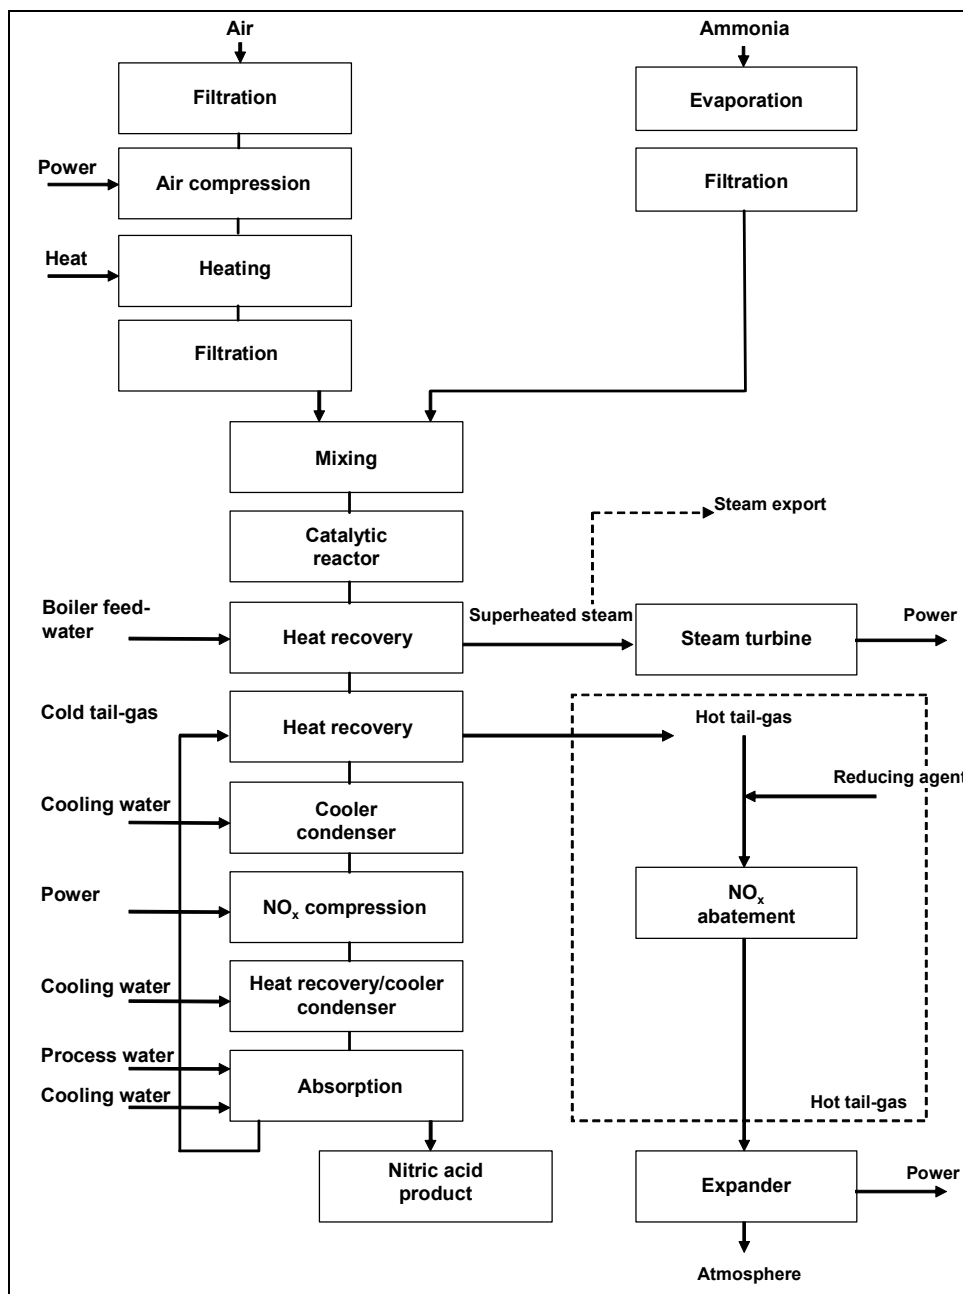 Air
Ammonia
Filtration
Evaporation
Power
Air compression
Filtration
Heat
Heating
Filtration
Mixing
Steam export
Catalytic
reactor
Boiler feed-
water
Heat recovery
Superheated steam
Steam turbine
Power
Cold tail-gas
Heat recovery
Hot tail-gas
Reducing agent
Cooling water
Cooler
condenser
Power
NOx compression
NOx
abatement
Cooling water
Heat recovery/cooler
condenser
Process water
Cooling water
Absorption
Hot tail-gas
Nitric acid
product
Expander
Power
Atmosphere